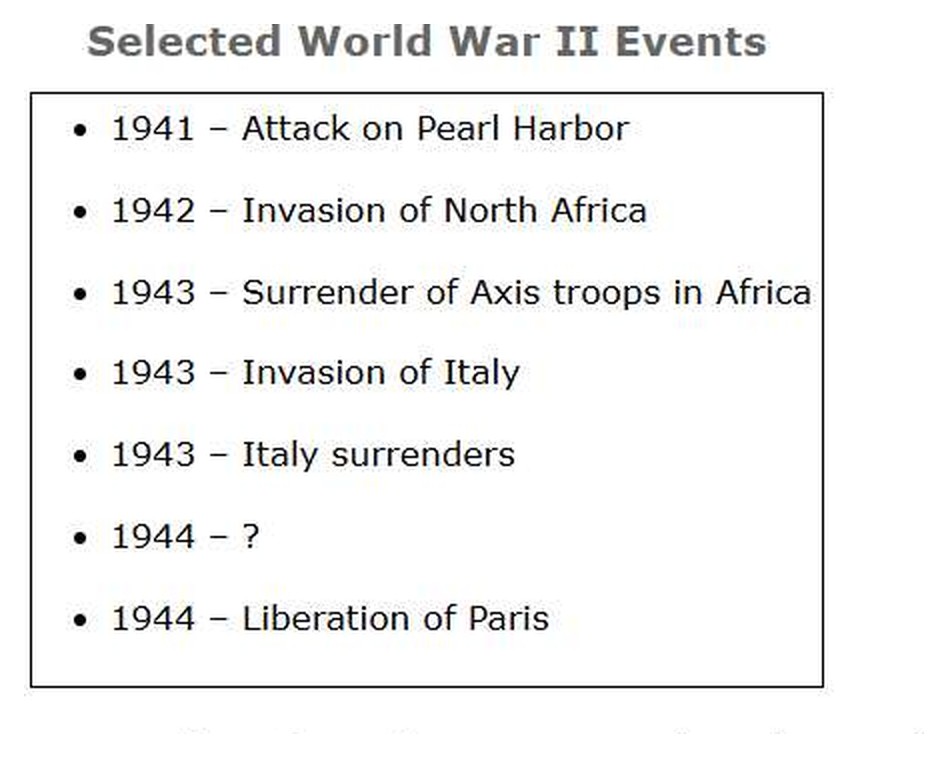 Selected World War II Events
• 1941 – Attack on Pearl Harbor
• 1942 – Invasion of North Africa
• 1943 – Surrender of Axis troops in Africa
• 1943 – Invasion of Italy
• 1943 – Italy surrenders
• 1944 – ?
• 1944 – Liberation of Paris